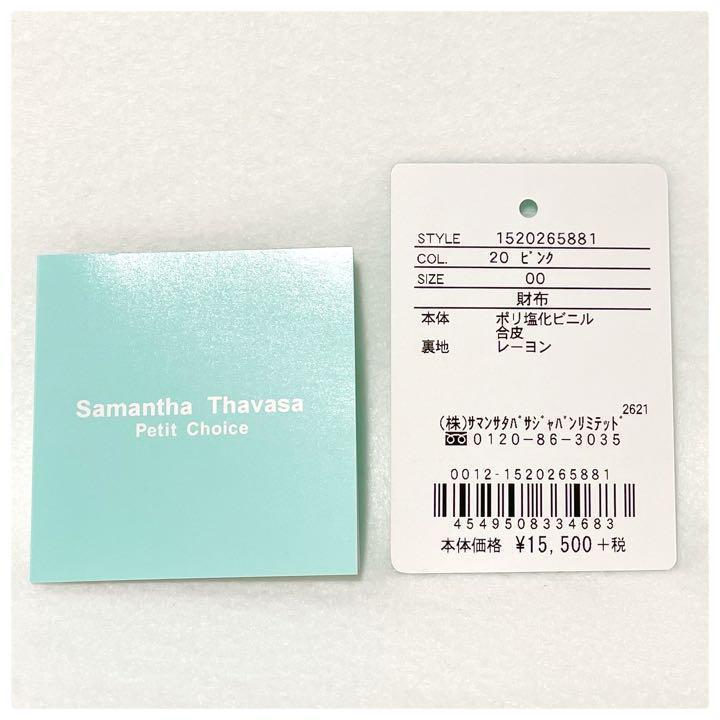 Samantha Thavasa
Petit Choice
STYLE 1520265881
COL. 20 ﾋﾟﾝｸ
SIZE 00
財布
本体 ポリ塩化ビニル
合皮
裏地 レーヨン
2621
(株)ｻﾏﾝｻﾀﾊﾞｻｼﾞｬﾊﾟﾝﾘﾐﾃｯﾄﾞ
0120-86-3035
0012-1520265881
4549508334683
本体価格 ¥15,500+税